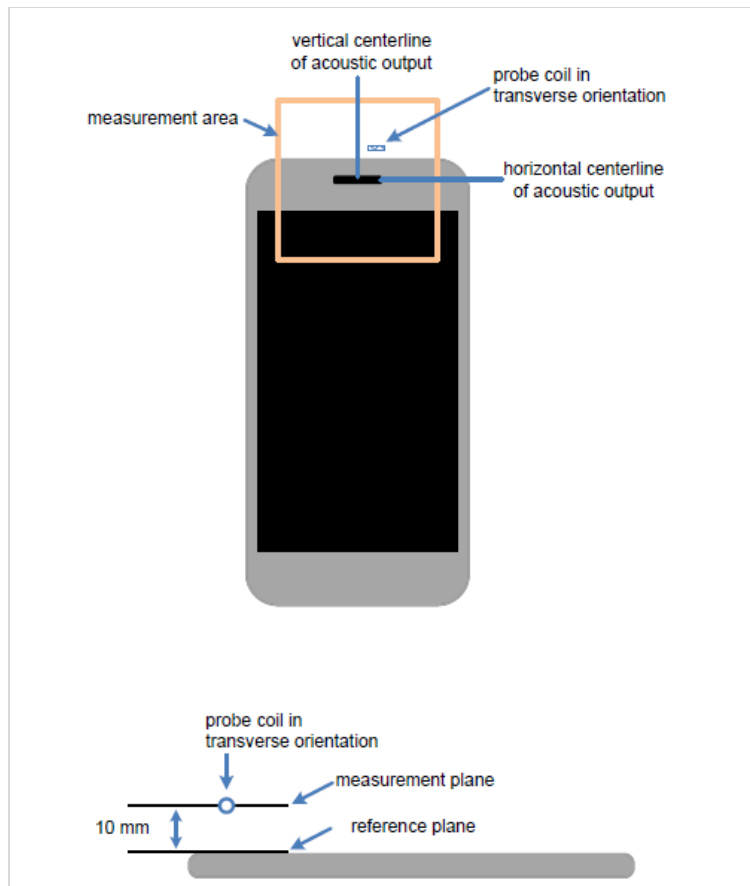 vertical centerline
of acoustic output
probe coil in
transverse orientation
measurement area
horizontal centerline
of acoustic output
probe coil in
transverse orientation
measurement plane
10 mm
reference plane